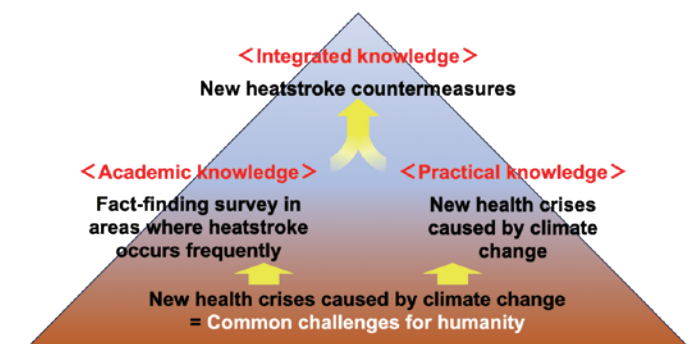 ＜Integrated knowledge＞
New heatstroke countermeasures
＜Academic knowledge＞
Fact-finding survey in
areas where heatstroke
occurs frequently
＜Practical knowledge＞
New health crises
caused by climate
change
New health crises caused by climate change
= Common challenges for humanity